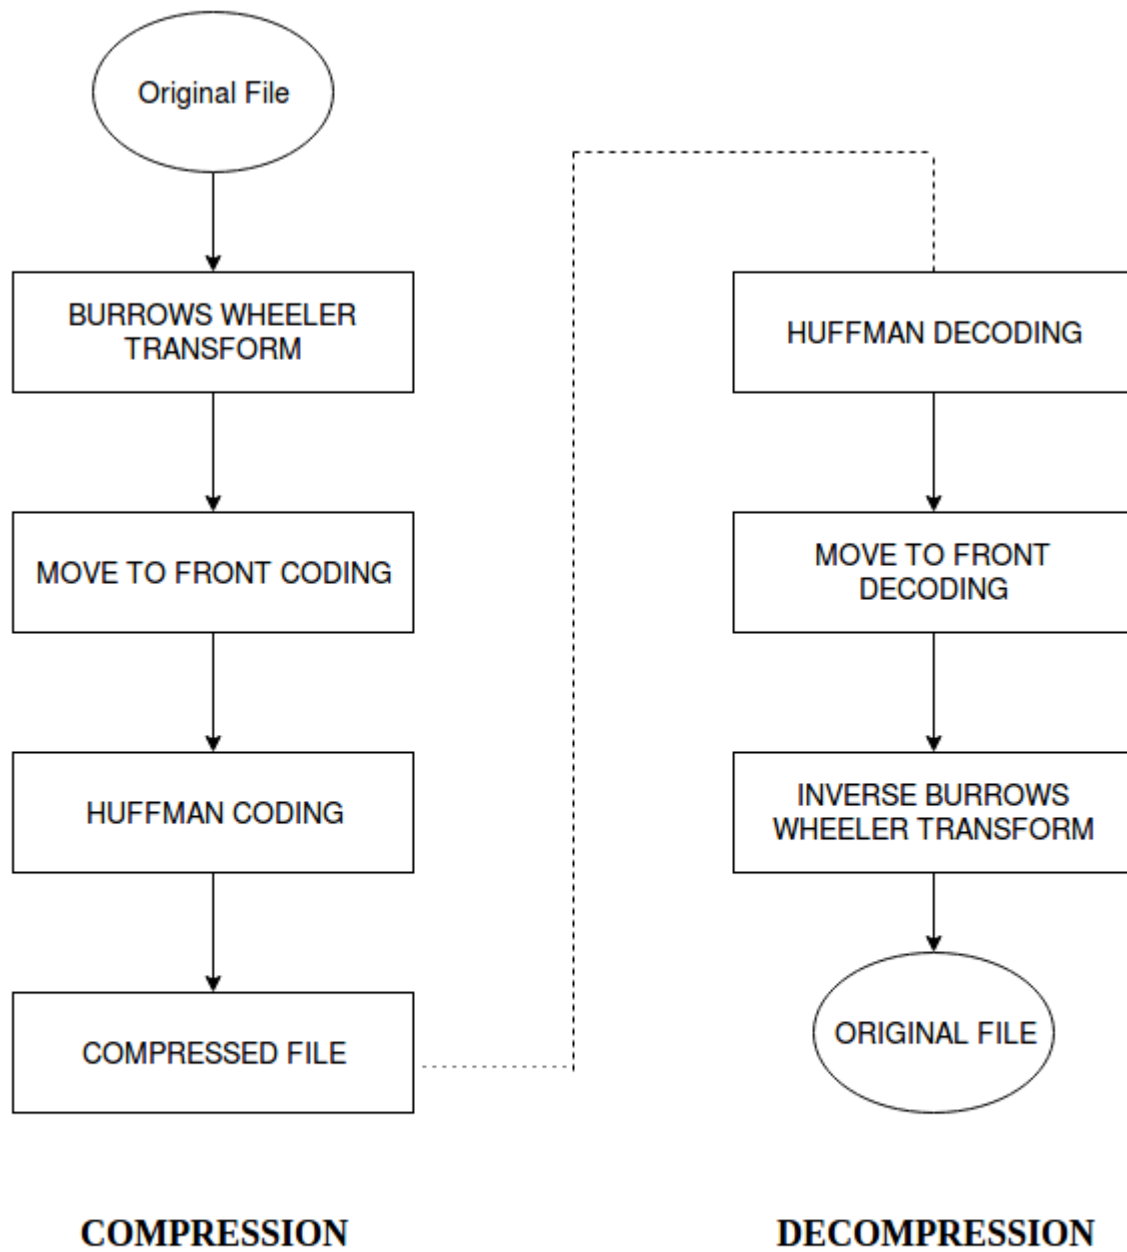 Original File
BURROWS WHEELER
TRANSFORM
MOVE TO FRONT CODING
HUFFMAN CODING
COMPRESSED FILE
COMPRESSION
HUFFMAN DECODING
MOVE TO FRONT
DECODING
INVERSE BURROWS
WHEELER TRANSFORM
ORIGINAL FILE
DECOMPRESSION